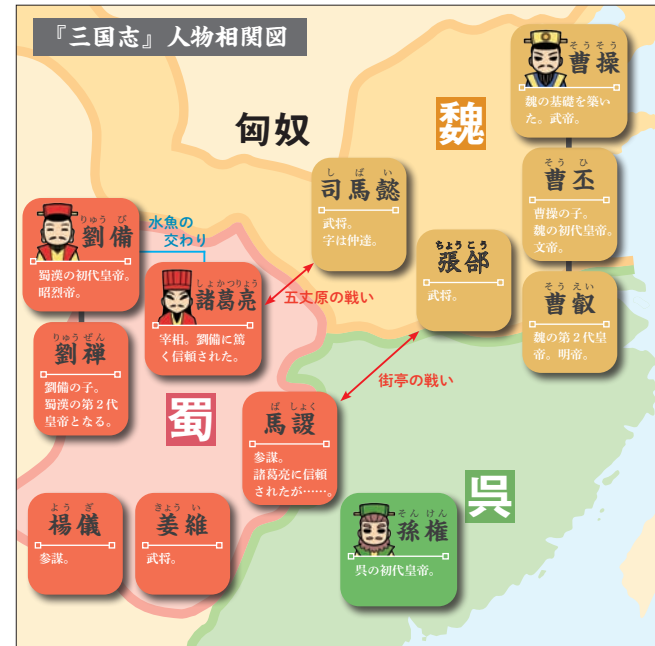 『三国志』人物相関図
匈奴
魏
そうそう
曹操
魏の基礎を築い
た。武帝。
そうひ
曹丕
曹操の子。
魏の初代皇帝。
文帝。
そうえい
曹叡
魏の第2代皇
帝。明帝。
しばい
司馬懿
武将。
字は仲達。
ちょうこう
張郃
武将。
りゅうび
劉備
蜀漢の初代皇帝。
昭烈帝。
水魚の
交わり
しょかつりょう
諸葛亮
宰相。劉備に篤
く信頼された。
五丈原の戦い
りゅうぜん
劉禅
劉備の子。
蜀漢の第2代
皇帝となる。
蜀
街亭の戦い
ばしょく
馬謖
参謀。
諸葛亮に信頼
されたが……。
ようぎ
楊儀
参謀。
きょうい
姜維
武将。
呉
そんけん
孫権
呉の初代皇帝。